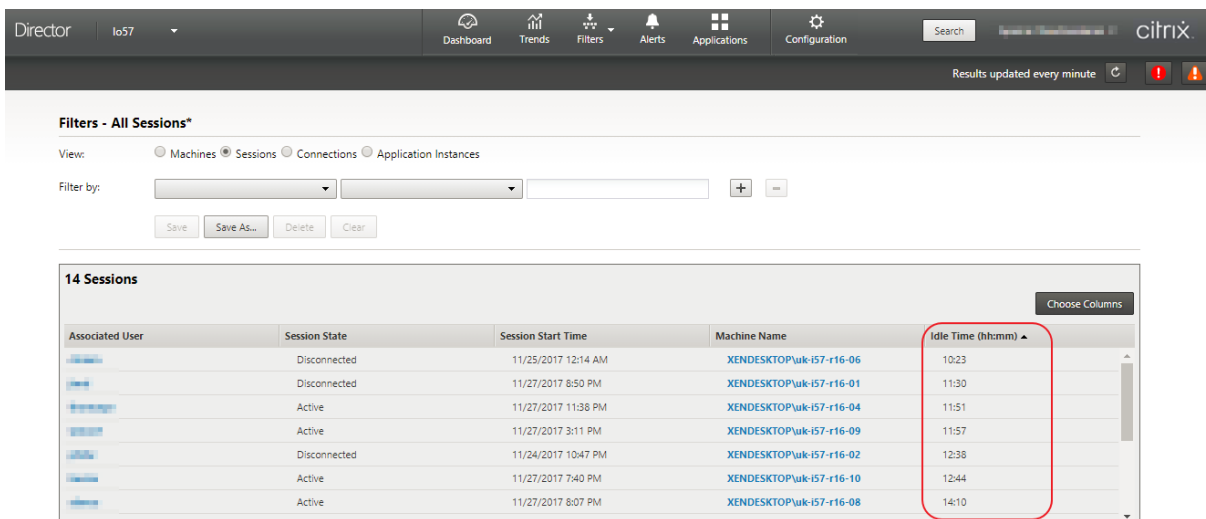 Director lo57 Dashboard Trends Filters Alerts Applications Configuration Search citrix
Results updated every minute
Filters - All Sessions*
View: Machines Sessions Connections Application Instances
Filter by:
Save Save As... Delete Clear
14 Sessions
Choose Columns
Associated User Session State Session Start Time Machine Name Idle Time (hh:mm)
Disconnected 11/25/2017 12:14 AM XENDESKTOP\uk-i57-r16-06 10:23
Disconnected 11/27/2017 8:50 PM XENDESKTOP\uk-i57-r16-01 11:30
Active 11/27/2017 11:38 PM XENDESKTOP\uk-i57-r16-04 11:51
Active 11/27/2017 3:11 PM XENDESKTOP\uk-i57-r16-09 11:57
Disconnected 11/24/2017 10:47 PM XENDESKTOP\uk-i57-r16-02 12:38
Active 11/27/2017 7:40 PM XENDESKTOP\uk-i57-r16-10 12:44
Active 11/27/2017 8:07 PM XENDESKTOP\uk-i57-r16-08 14:10